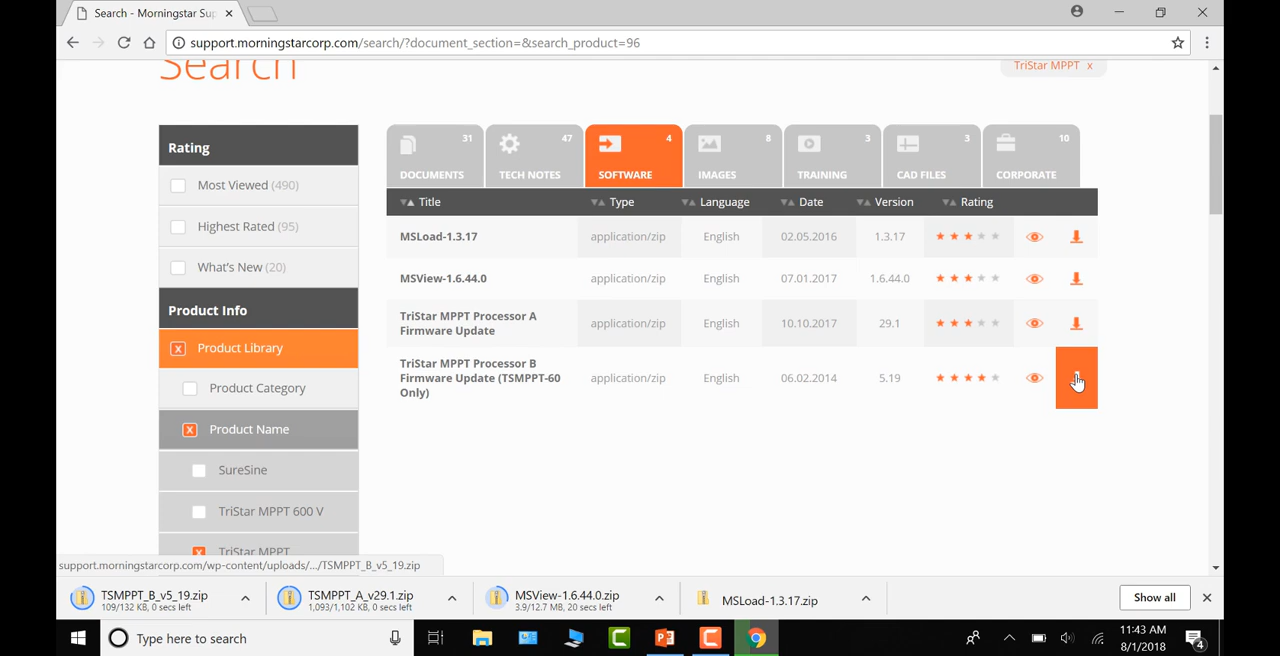 Search - Morningstar Sup
support.morningstarcorp.com/search/?document_section=&search_product=96
Search
TriStar MPPT x
Rating
Most Viewed (490)
Highest Rated (95)
What's New (20)
Product Info
X Product Library
Product Category
X Product Name
SureSine
TriStar MPPT 600 V
X TriStar MPPT
31
DOCUMENTS
47
TECH NOTES
4
SOFTWARE
8
IMAGES
3
TRAINING
3
CAD FILES
10
CORPORATE
Title Type Language Date Version Rating
MSLoad-1.3.17 application/zip English 02.05.2016 1.3.17
MSView-1.6.44.0 application/zip English 07.01.2017 1.6.44.0
TriStar MPPT Processor A
Firmware Update application/zip English 10.10.2017 29.1
TriStar MPPT Processor B
Firmware Update (TSMPPT-60 application/zip English 06.02.2014 5.19
Only)
support.morningstarcorp.com/wp-content/uploads/.../TSMPPT_B_v5_19.zip
TSMPPT_B_v5_19.zip
109/132 KB, 0 secs left
TSMPPT_A_v29.1.zip
1,093/1,102 KB, 0 secs left
MSView-1.6.44.0.zip
3.9/12.7 MB, 20 secs left
MSLoad-1.3.17.zip
Show all
Type here to search
11:43 AM
8/1/2018
4